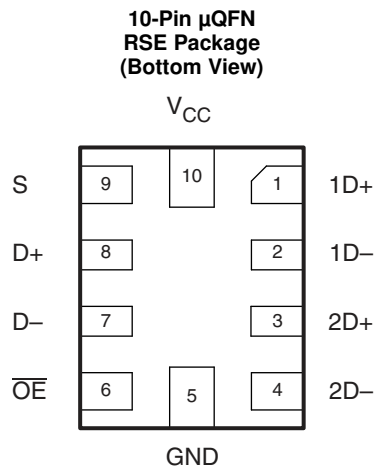 10-Pin µQFN
RSE Package
(Bottom View)
VCC
S 9 10 1 1D+
D+ 8 2 1D–
D– 7 3 2D+
OE 6 5 4 2D–
GND